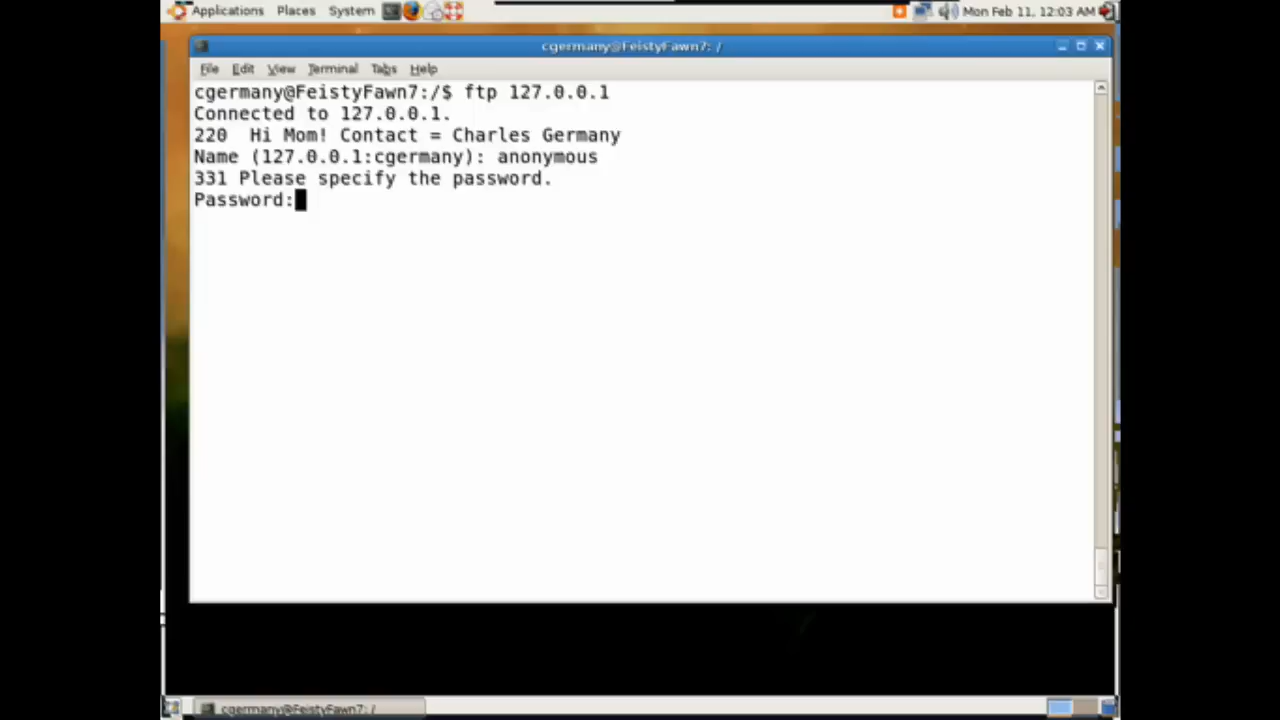 Applications Places System Mon Feb 11, 12:03 AM
cgermany@FeistyFawn7: /
File Edit View Terminal Tabs Help
cgermany@FeistyFawn7:/$ ftp 127.0.0.1
Connected to 127.0.0.1.
220  Hi Mom! Contact = Charles Germany
Name (127.0.0.1:cgermany): anonymous
331 Please specify the password.
Password:
cgermany@FeistyFawn7: /